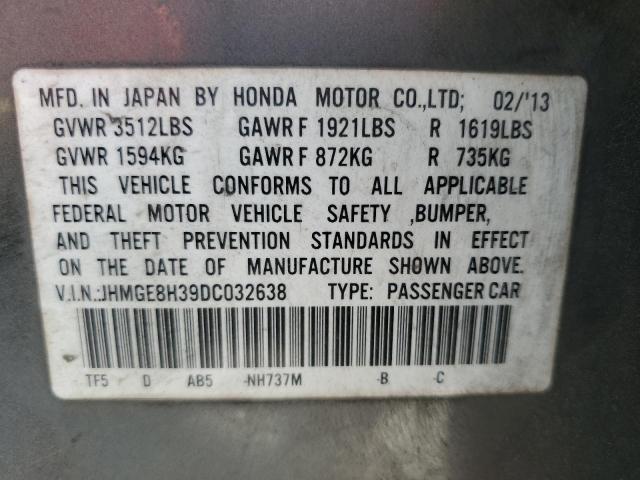 MFD. IN JAPAN BY HONDA MOTOR CO.,LTD; 02/'13
GVWR 3512LBS GAWR F 1921LBS R 1619LBS
GVWR 1594KG GAWR F 872KG R 735KG
THIS VEHICLE CONFORMS TO ALL APPLICABLE
FEDERAL MOTOR VEHICLE SAFETY ,BUMPER,
AND THEFT PREVENTION STANDARDS IN EFFECT
ON THE DATE OF MANUFACTURE SHOWN ABOVE.
V.I.N.:JHMGE8H39DC032638 TYPE: PASSENGER CAR
TF5 D AB5 -NH737M -B -C